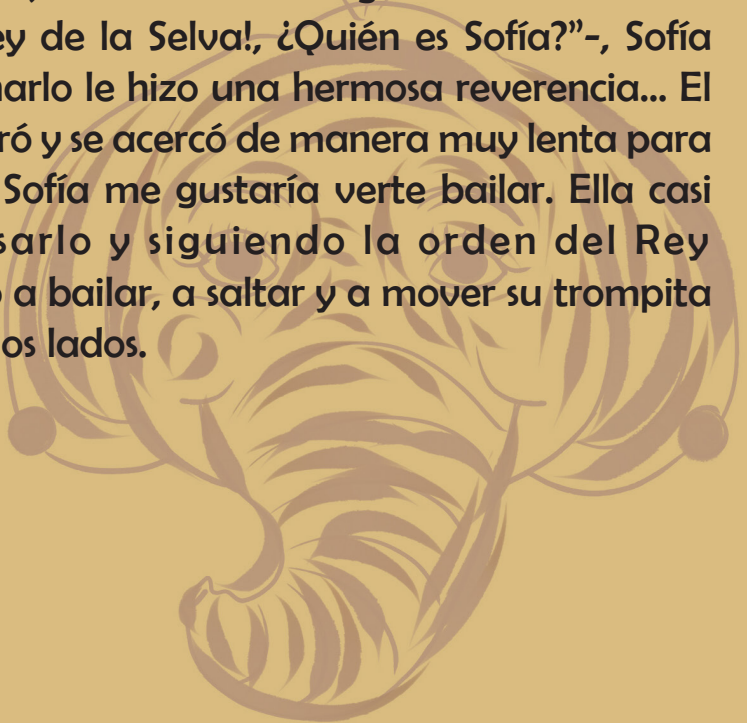 ey de la Selva!, ¿Quién es Sofía?”-, Sofía
arlo le hizo una hermosa reverencia... El
ró y se acercó de manera muy lenta para
Sofía me gustaría verte bailar. Ella casi
sarlo y siguiendo la orden del Rey
a bailar, a saltar y a mover su trompita
os lados.